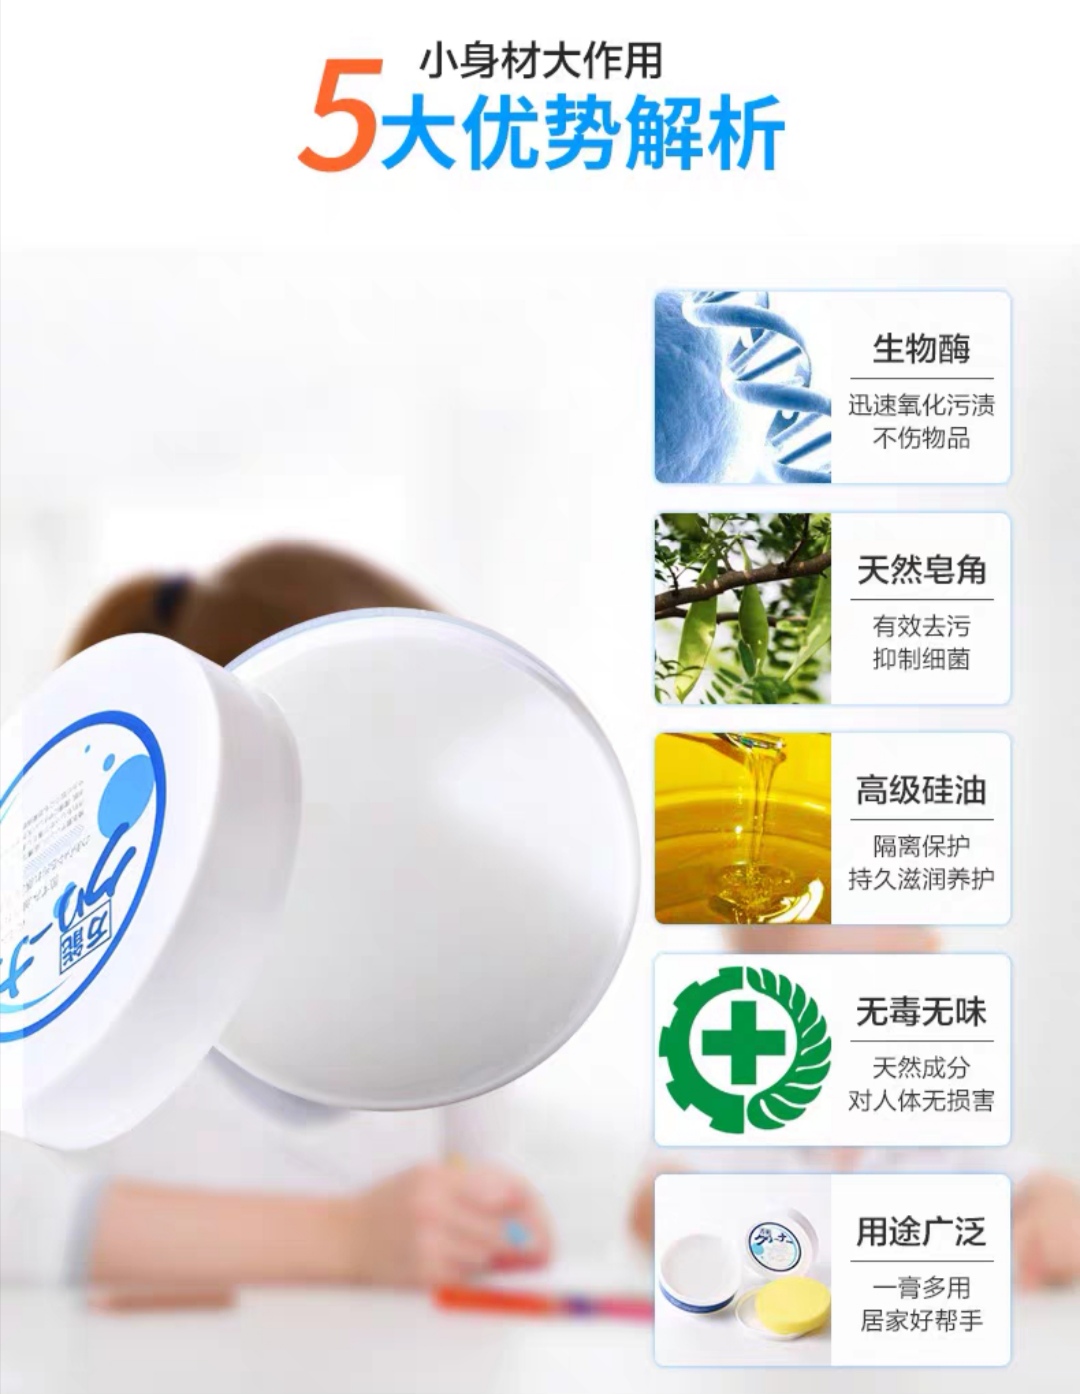 小身材大作用
5大优势解析
生物酶
迅速氧化污渍
不伤物品
天然皂角
有效去污
抑制细菌
高级硅油
隔离保护
持久滋润养护
无毒无味
天然成分
对人体无损害
用途广泛
一膏多用
居家好帮手
万能